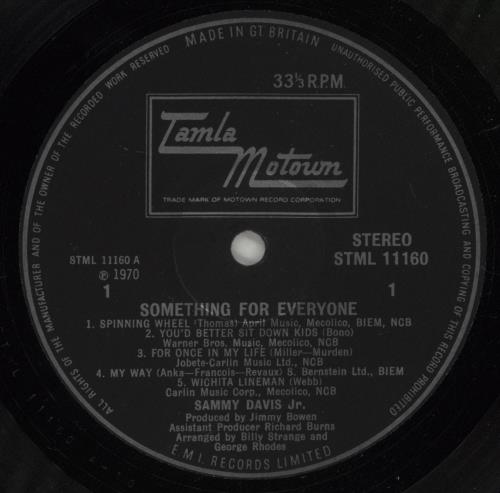 MADE IN GT. BRITAIN
UNAUTHORISED PUBLIC PERFORMANCE BROADCASTING AND COPYING OF THIS RECORD PROHIBITED
ALL RIGHTS OF THE MANUFACTURER AND OF THE OWNER OF THE RECORDED WORK RESERVED
33⅓ R.P.M.
Tamla
Motown
TRADE MARK OF MOTOWN RECORD CORPORATION
STML 11160 A
℗ 1970
1
STEREO
STML 11160
1
SOMETHING FOR EVERYONE
1. SPINNING WHEEL (Thomas) April Music, Mecolico, BIEM, NCB
2. YOU'D BETTER SIT DOWN KIDS (Bono)
Warner Bros. Music, Mecolico, NCB
3. FOR ONCE IN MY LIFE (Miller—Murden)
Jobete-Carlin Music Ltd., NCB
4. MY WAY (Anka—Francois—Revaux) S. Bernstein Ltd., BIEM
5. WICHITA LINEMAN (Webb)
Carlin Music Corp., Mecolico, NCB
SAMMY DAVIS Jr.
Produced by Jimmy Bowen
Assistant Producer Richard Burns
Arranged by Billy Strange and
George Rhodes
E.M.I. RECORDS LIMITED